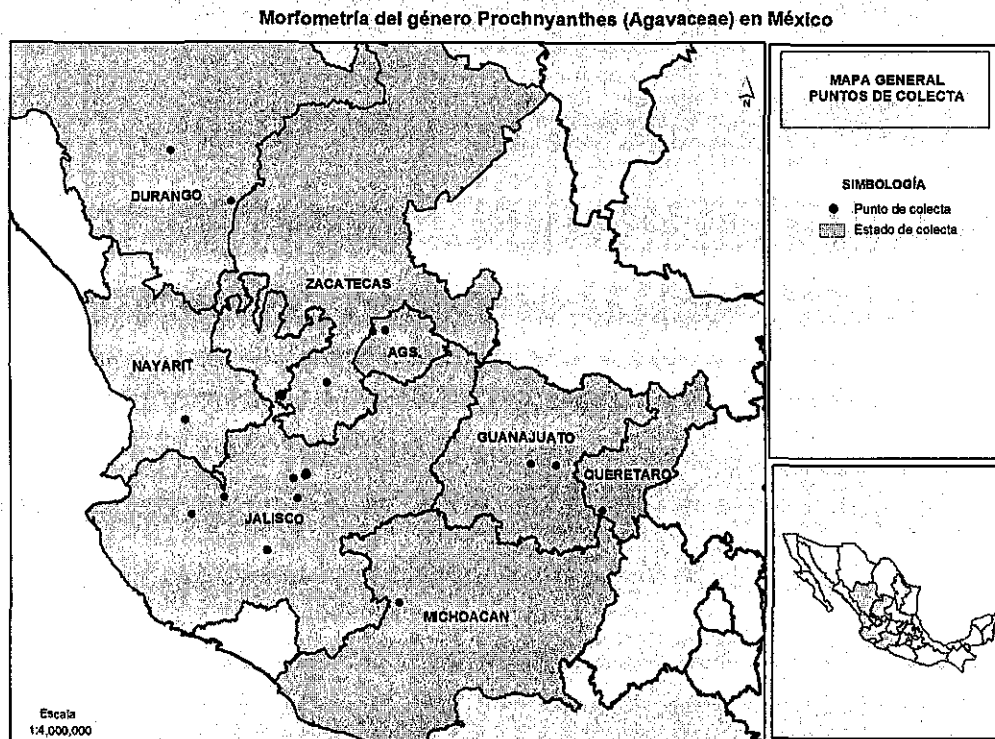 Morfometría del género Prochnyanthes (Agavaceae) en México
MAPA GENERAL
PUNTOS DE COLECTA
N
SIMBOLOGÍA
Punto de colecta
Estado de colecta
DURANGO
ZACATECAS
AGS.
NAYARIT
GUANAJUATO
QUERETARO
JALISCO
MICHOACAN
Escala
1:4,000,000